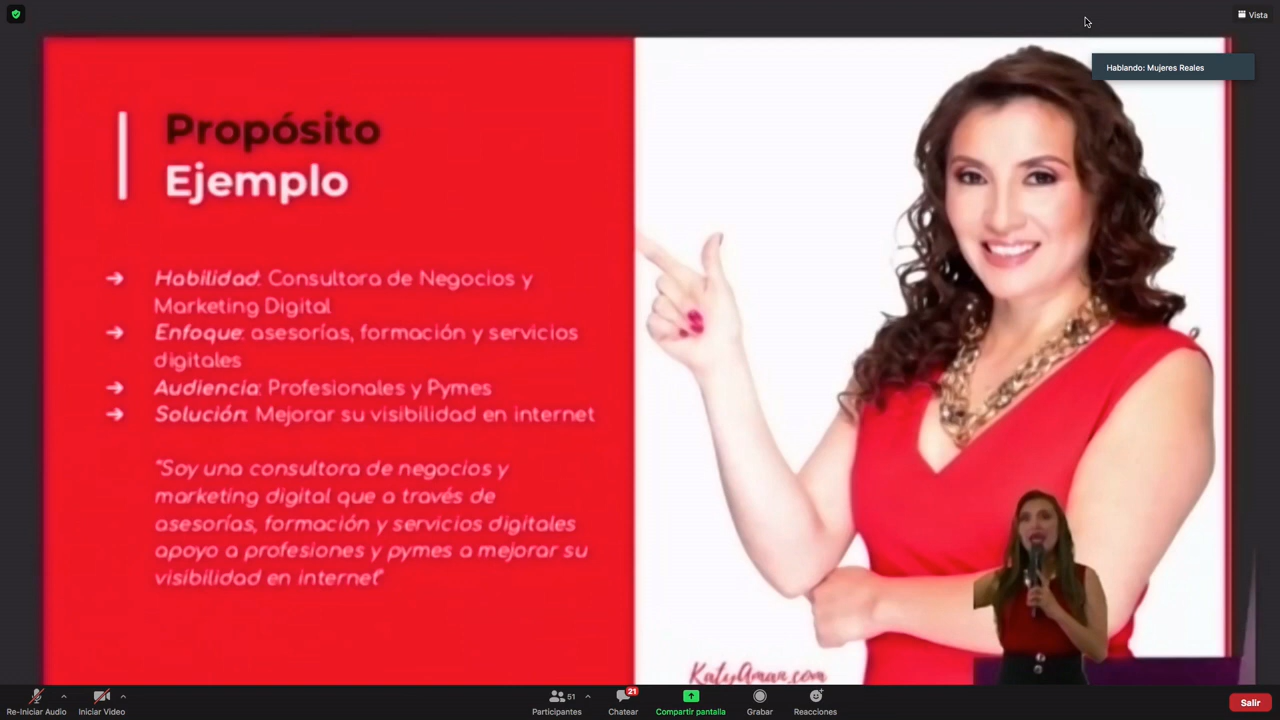 Vista
Hablando: Mujeres Reales
Propósito
Ejemplo
➔ Habilidad: Consultora de Negocios y
Marketing Digital
➔ Enfoque: asesorías, formación y servicios
digitales
➔ Audiencia: Profesionales y Pymes
➔ Solución: Mejorar su visibilidad en internet
"Soy una consultora de negocios y
marketing digital que a través de
asesorías, formación y servicios digitales
apoyo a profesiones y pymes a mejorar su
visibilidad en internet"
KatyAman.com
51
21
Re-Iniciar Audio
Iniciar Video
Participantes
Chatear
Compartir pantalla
Grabar
Reacciones
Salir